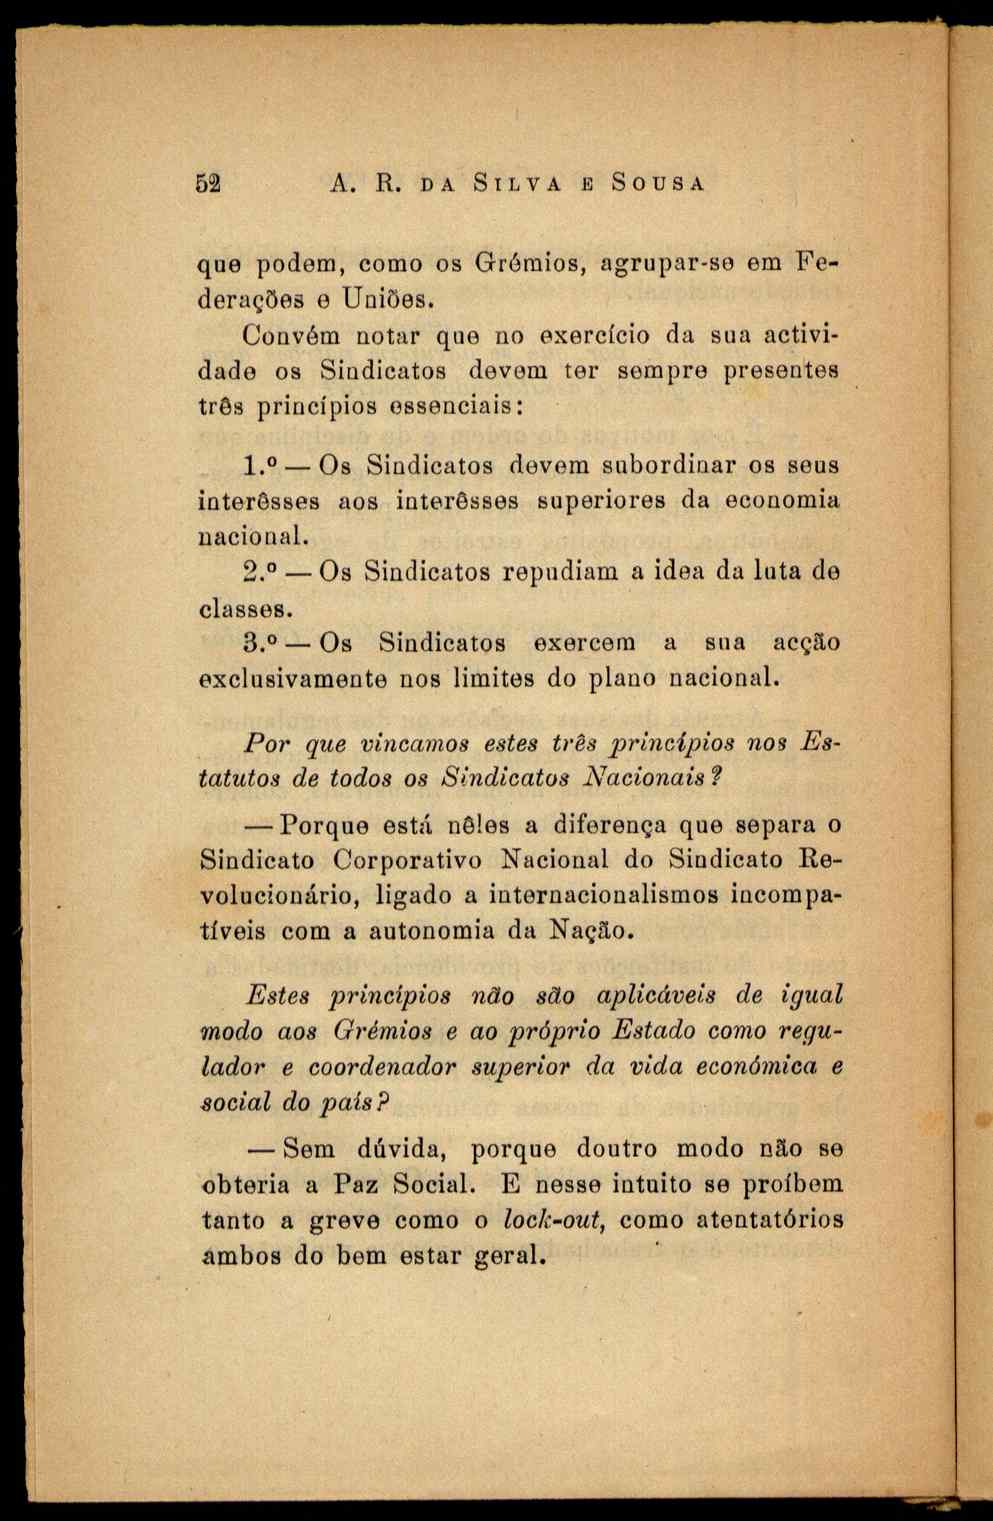 52 A. R. DA SILVA E SOUSA
que podem, como os Grémios, agrupar-se em Fe-
derações e Uniões.
Convém notar que no exercício da sua activi-
dade os Sindicatos devem ter sempre presentes
três princípios essenciais:
1.º — Os Sindicatos devem subordinar os seus
interêsses aos interêsses superiores da economia
nacional.
2.º — Os Sindicatos repudiam a idea da luta de
classes.
3.º — Os Sindicatos exercem a sua acção
exclusivamente nos limites do plano nacional.
Por que vincamos estes três princípios nos Es-
tatutos de todos os Sindicatos Nacionais?
— Porque está nêles a diferença que separa o
Sindicato Corporativo Nacional do Sindicato Re-
volucionário, ligado a internacionalismos incompa-
tíveis com a autonomia da Nação.
Estes princípios não são aplicáveis de igual
modo aos Grémios e ao próprio Estado como regu-
lador e coordenador superior da vida económica e
social do país?
— Sem dúvida, porque doutro modo não se
obteria a Paz Social. E nesse intuito se proíbem
tanto a greve como o lock-out, como atentatórios
ambos do bem estar geral.